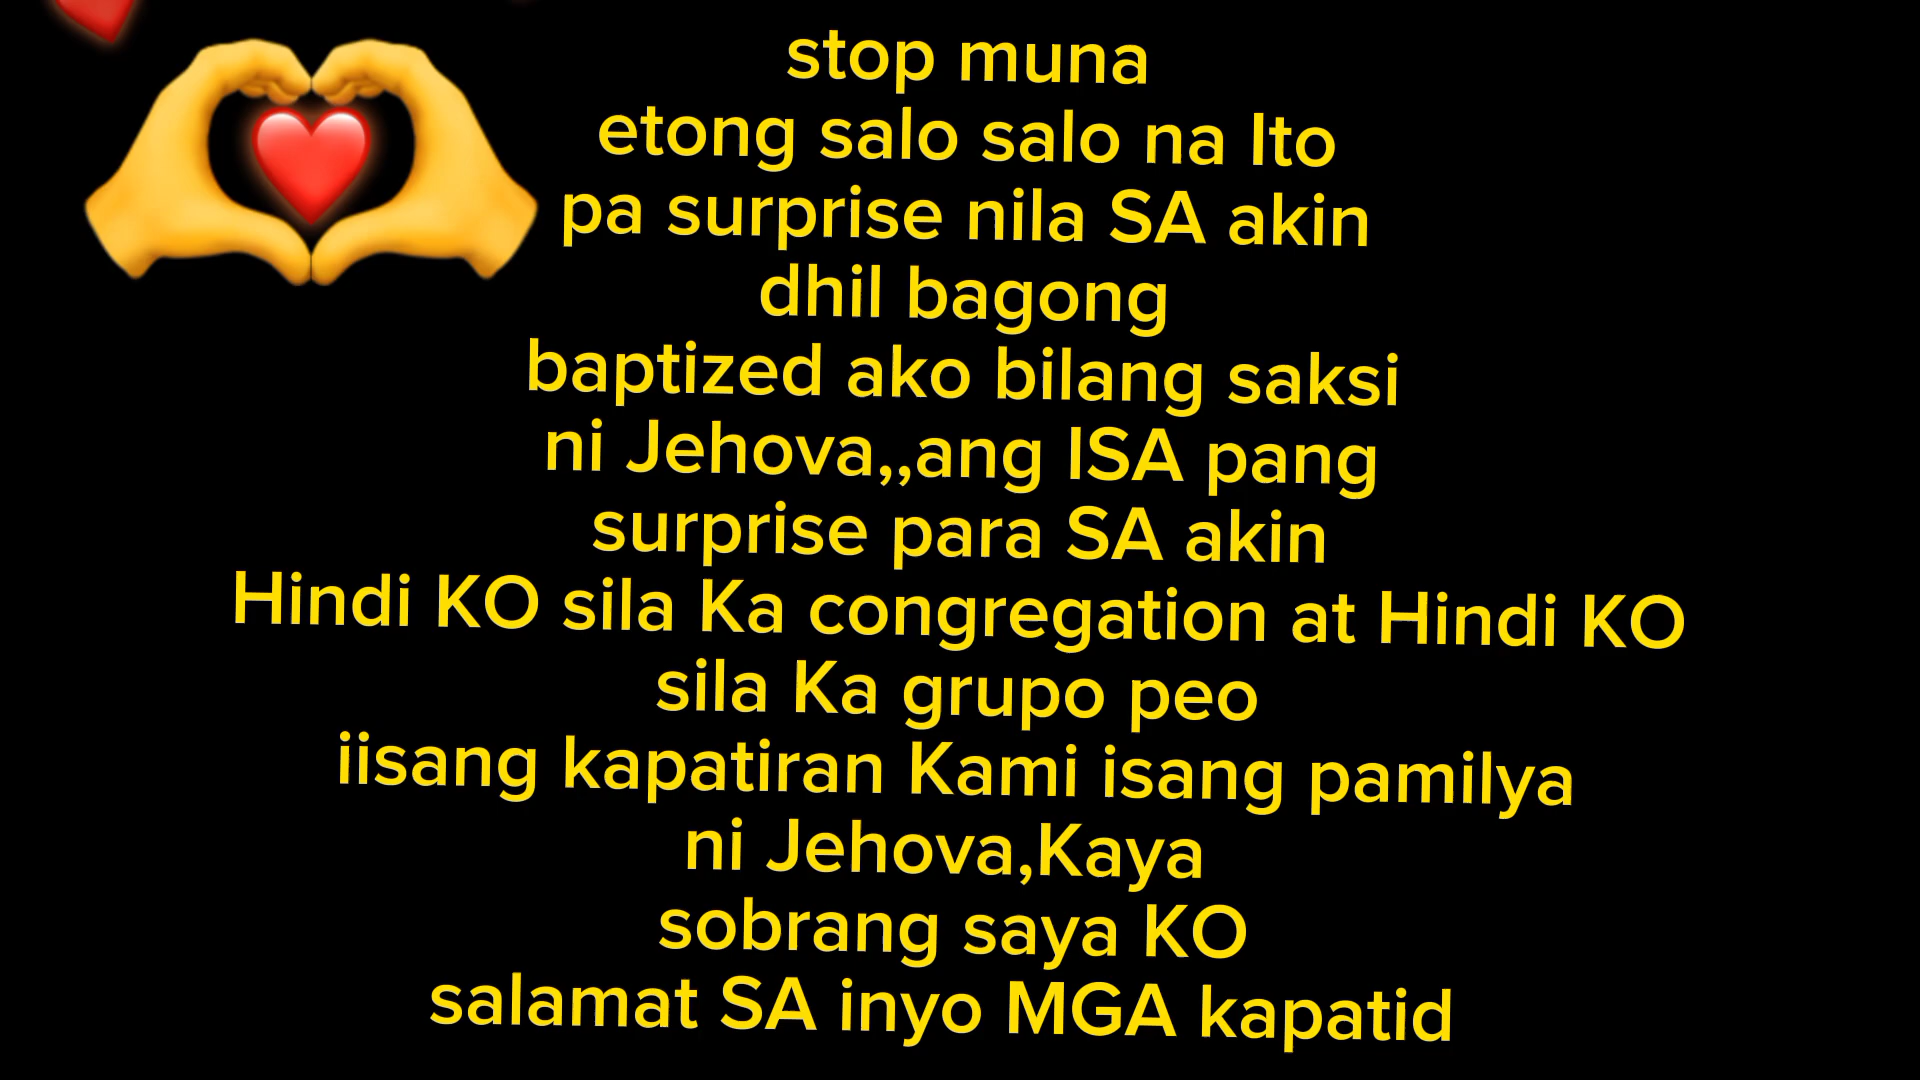 stop muna
etong salo salo na Ito
pa surprise nila SA akin
dhil bagong
baptized ako bilang saksi
ni Jehova,,ang ISA pang
surprise para SA akin
Hindi KO sila Ka congregation at Hindi KO
sila Ka grupo peo
iisang kapatiran Kami isang pamilya
ni Jehova,Kaya
sobrang saya KO
salamat SA inyo MGA kapatid